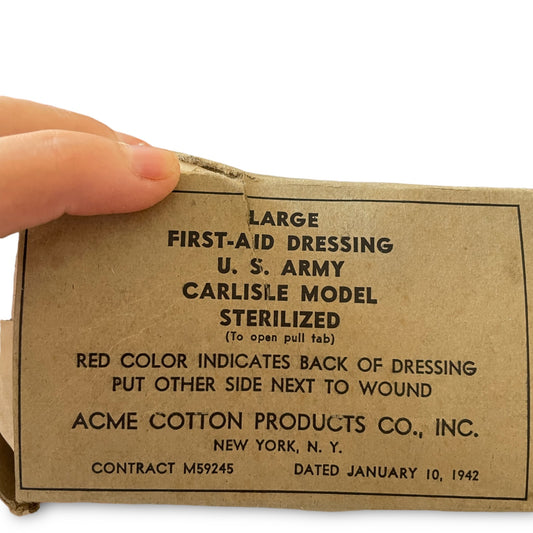 LARGE
FIRST-AID DRESSING
U. S. ARMY
CARLISLE MODEL
STERILIZED
(To open pull tab)
RED COLOR INDICATES BACK OF DRESSING
PUT OTHER SIDE NEXT TO WOUND
ACME COTTON PRODUCTS CO., INC.
NEW YORK, N. Y.
CONTRACT M59245 DATED JANUARY 10, 1942